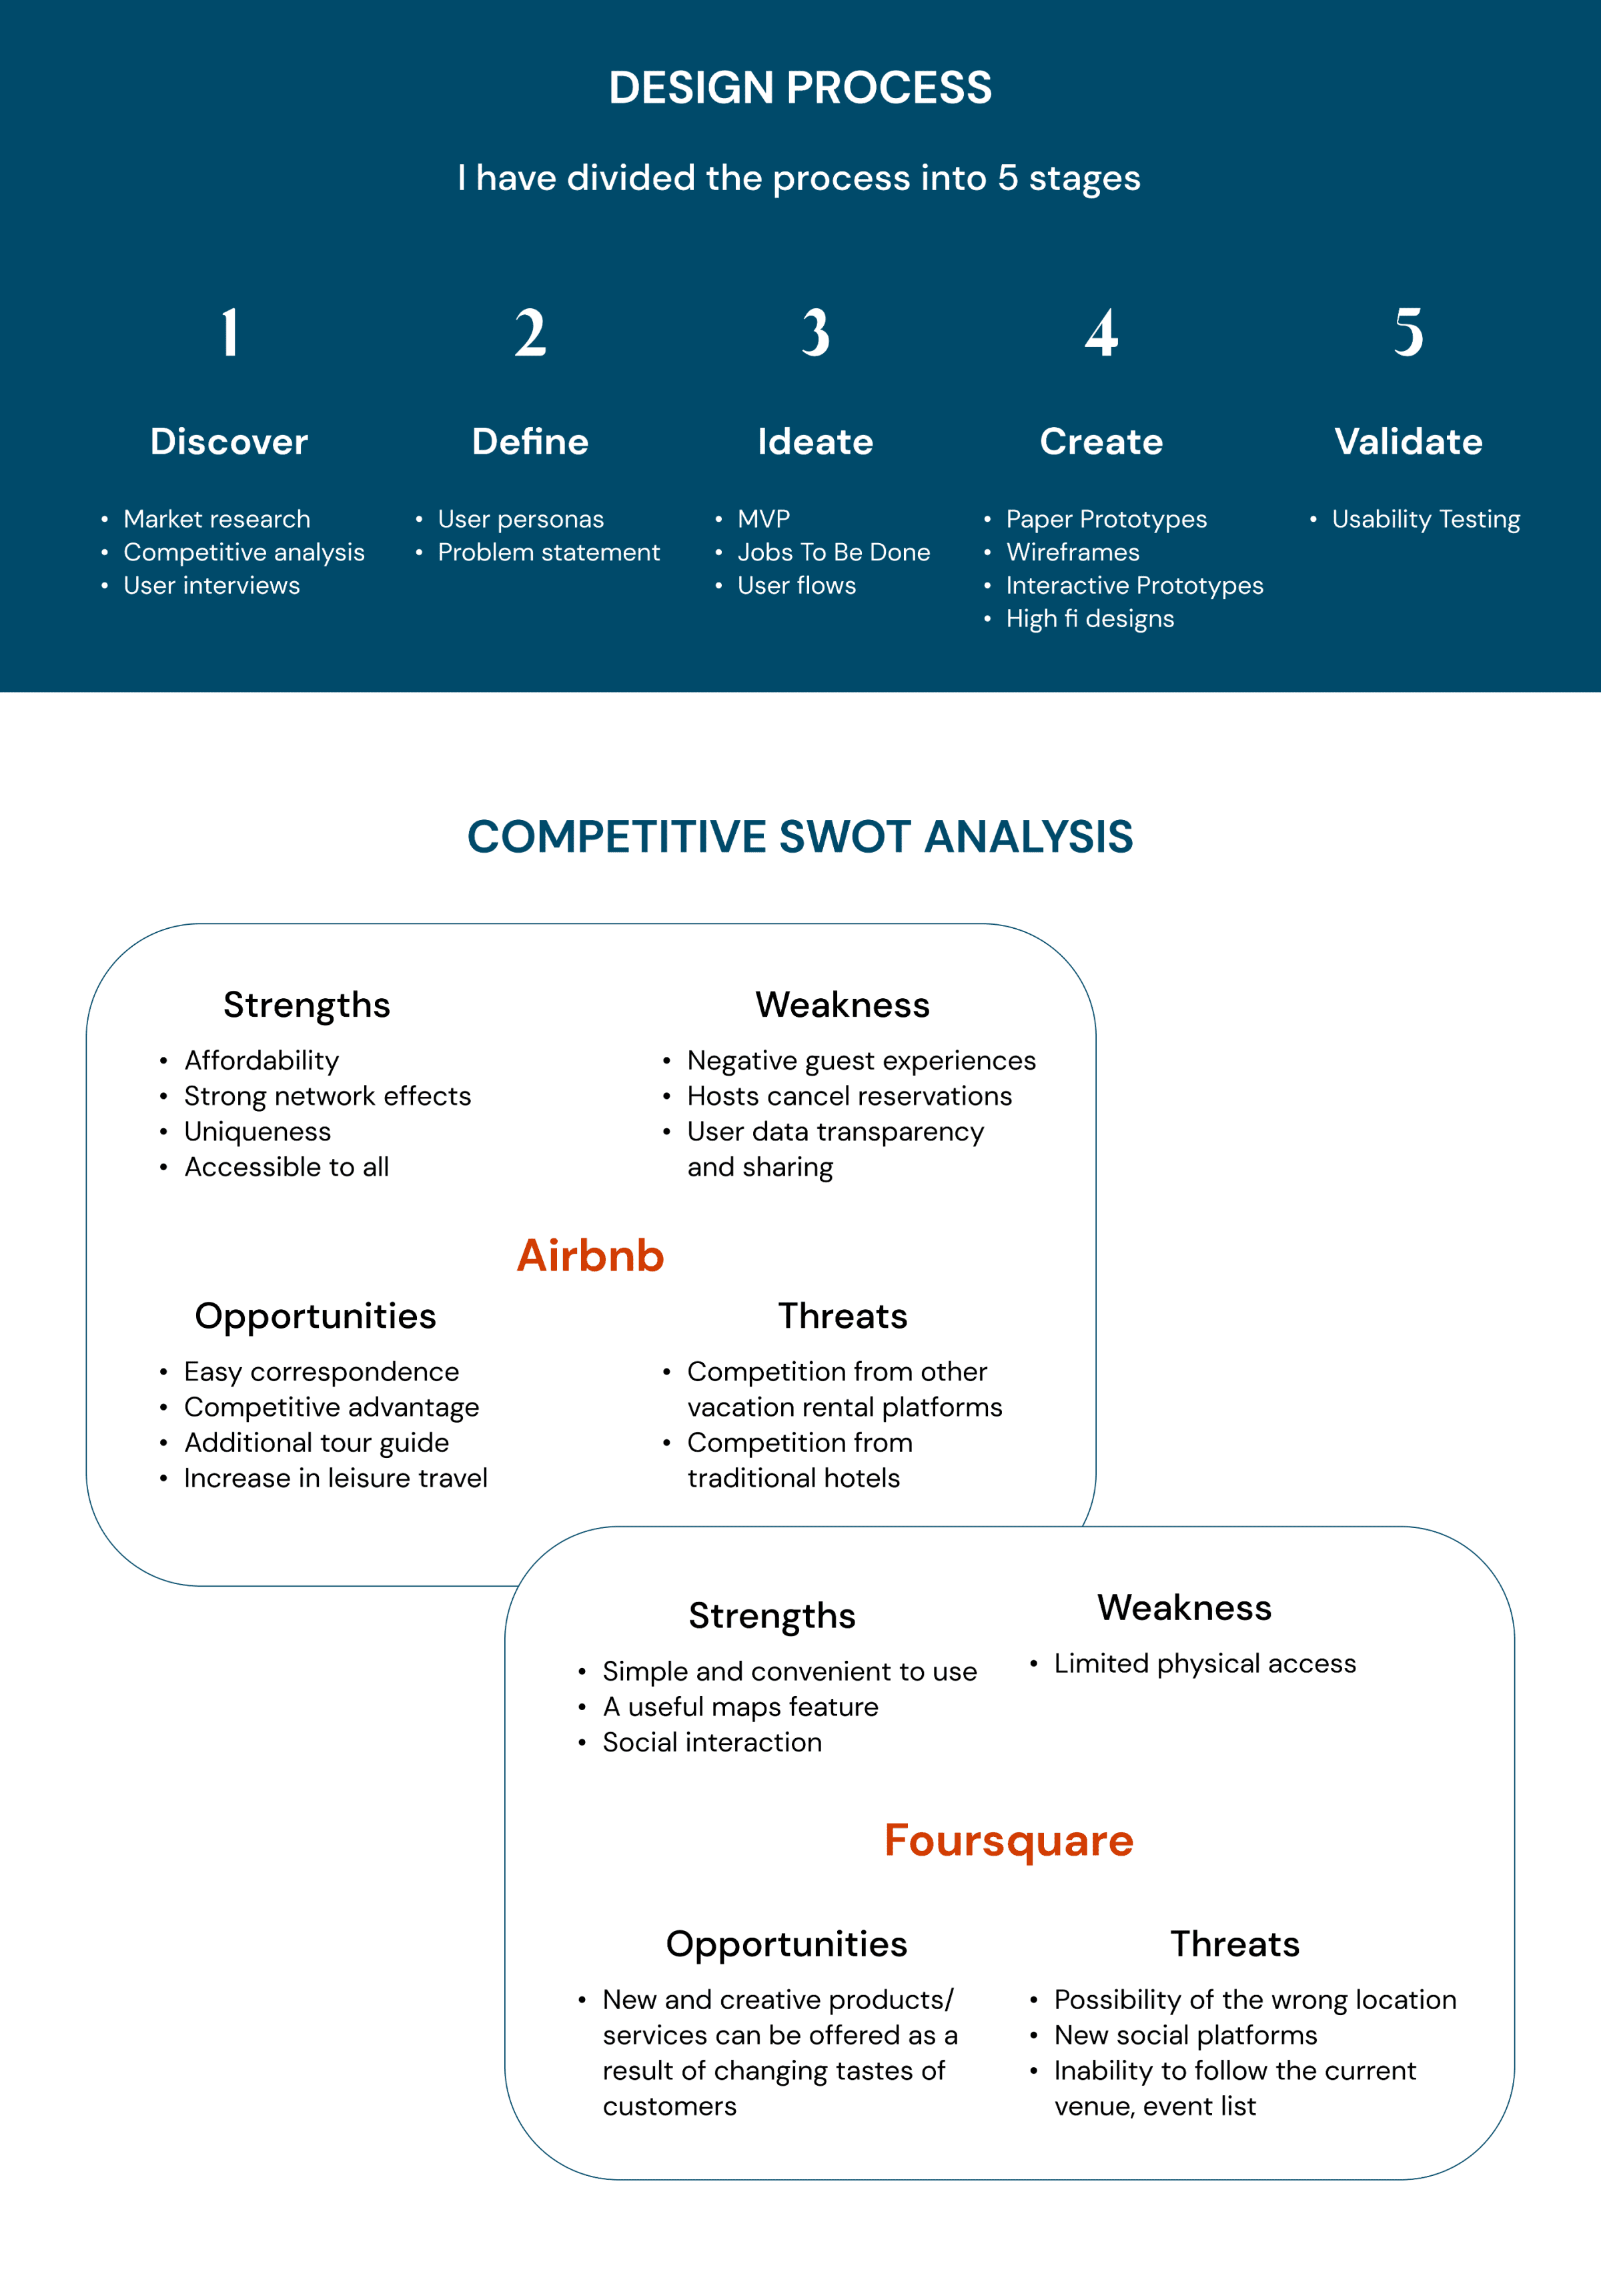 DESIGN PROCESS
I have divided the process into 5 stages
1
Discover
• Market research
• Competitive analysis
• User interviews
2
Define
• User personas
• Problem statement
3
Ideate
• MVP
• Jobs To Be Done
• User flows
4
Create
• Paper Prototypes
• Wireframes
• Interactive Prototypes
• High fi designs
5
Validate
• Usability Testing
COMPETITIVE SWOT ANALYSIS
Strengths
• Affordability
• Strong network effects
• Uniqueness
• Accessible to all
Weakness
• Negative guest experiences
• Hosts cancel reservations
• User data transparency
and sharing
Airbnb
Opportunities
• Easy correspondence
• Competitive advantage
• Additional tour guide
• Increase in leisure travel
Threats
• Competition from other
vacation rental platforms
• Competition from
traditional hotels
Strengths
• Simple and convenient to use
• A useful maps feature
• Social interaction
Weakness
• Limited physical access
Foursquare
Opportunities
• New and creative products/
services can be offered as a
result of changing tastes of
customers
Threats
• Possibility of the wrong location
• New social platforms
• Inability to follow the current
venue, event list